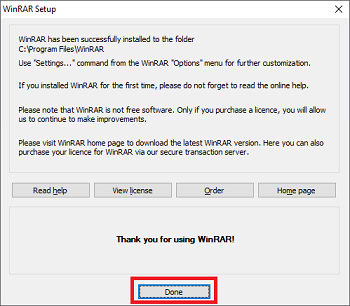 WinRAR Setup
WinRAR has been successfully installed to the folder
C:\Program Files\WinRAR
Use "Settings..." command from the WinRAR "Options" menu for further customization.
If you installed WinRAR for the first time, please do not forget to read the online help.
Please note that WinRAR is not free software. Only if you purchase a licence, you will allow
us to continue to make improvements.
Please visit WinRAR home page to download the latest WinRAR version. Here you can also
purchase your licence for WinRAR via our secure transaction server.
Read help
View license
Order
Home page
Thank you for using WinRAR!
Done